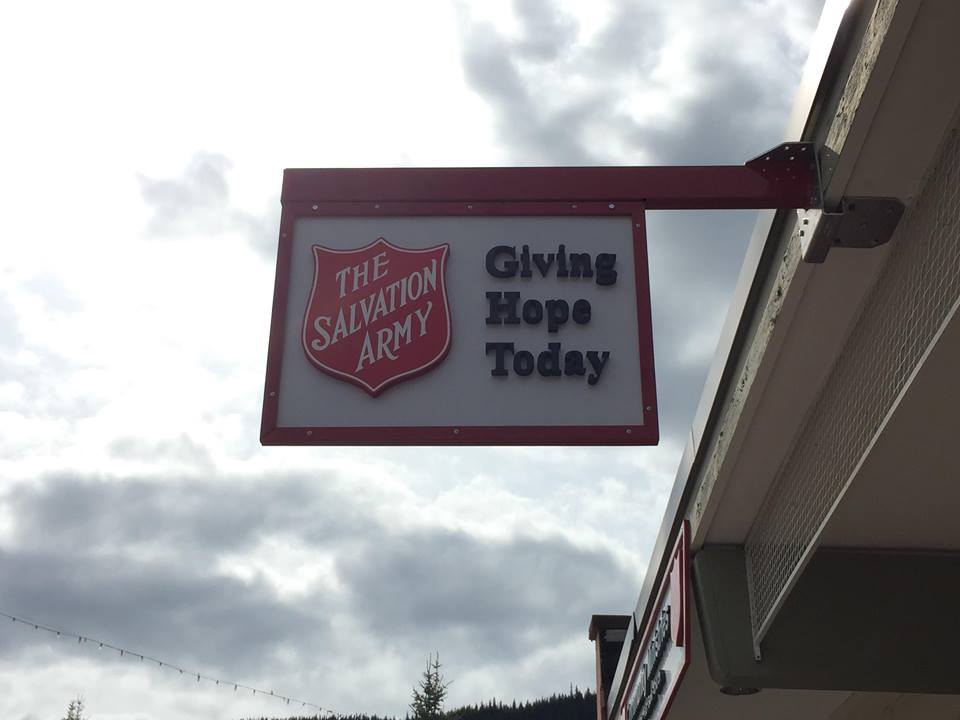 THE
SALVATION
ARMY
Giving
Hope
Today